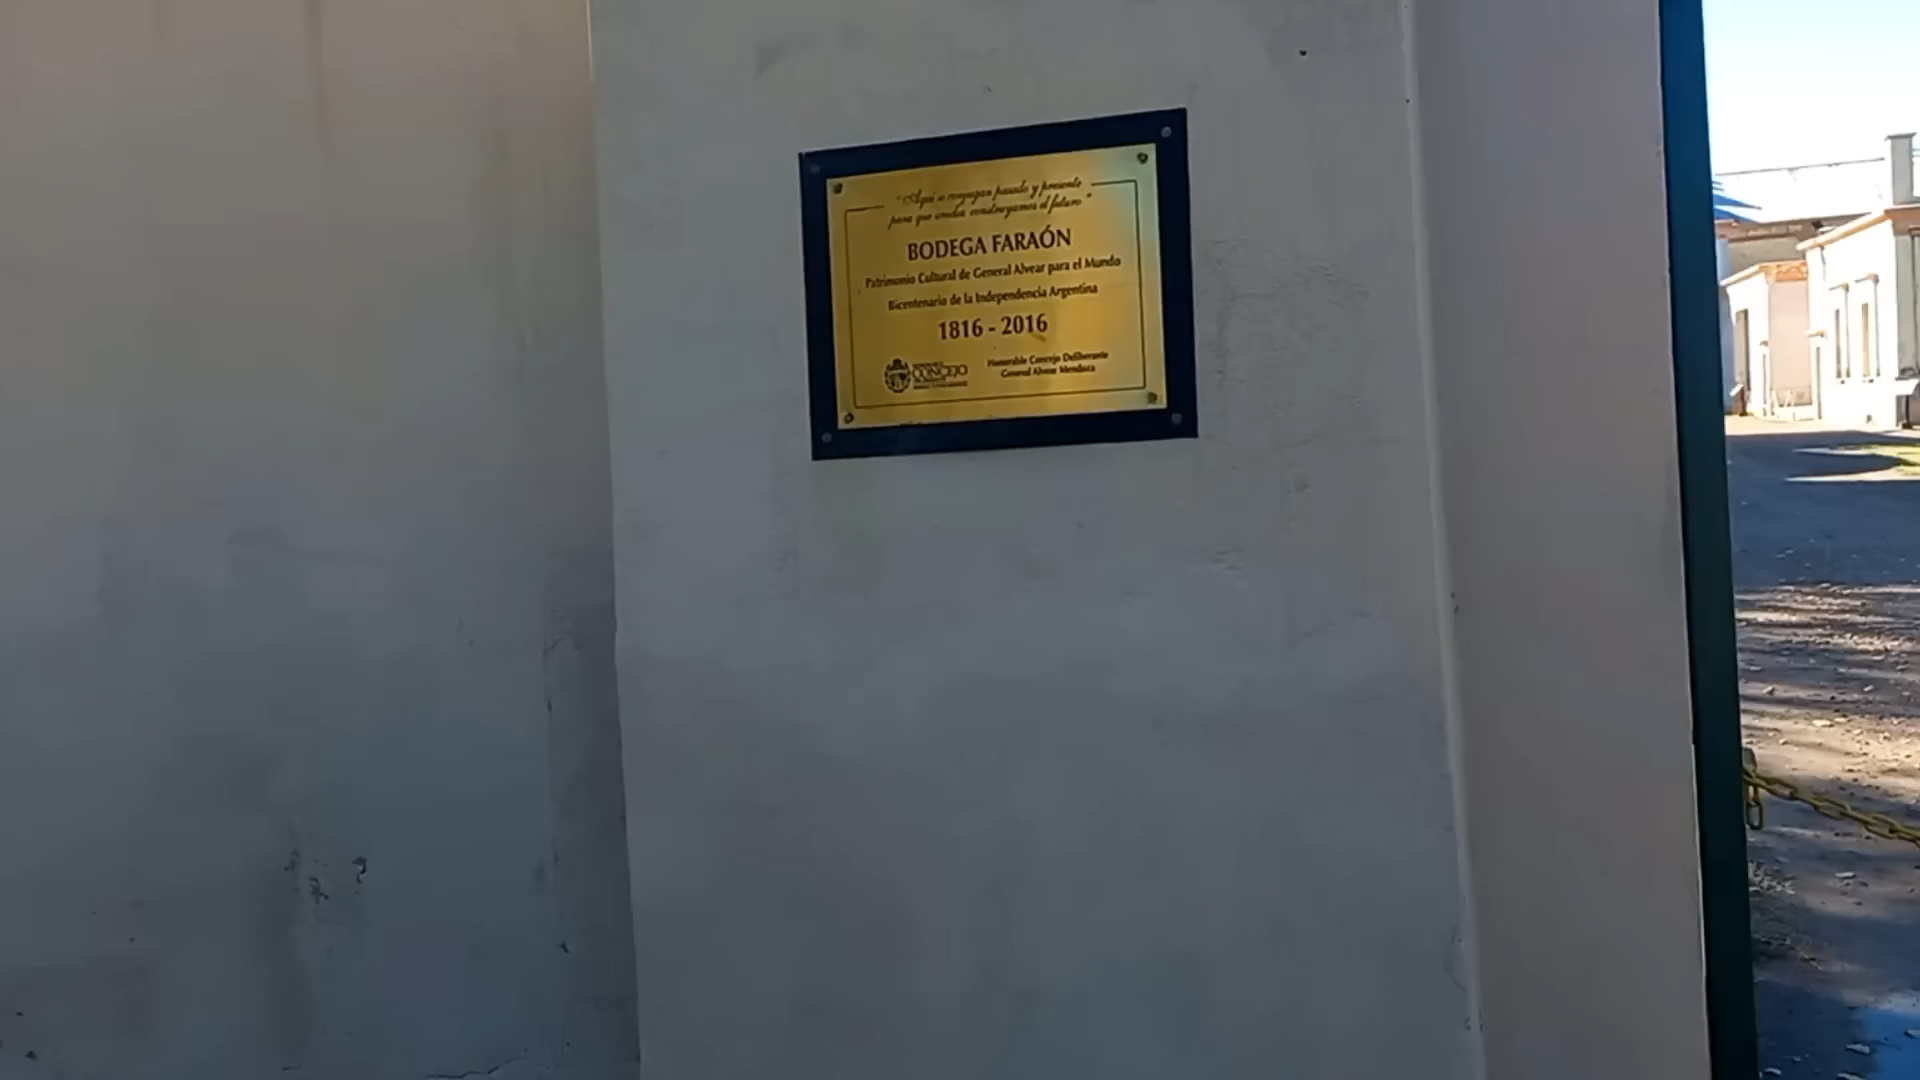 "Aquí se conjugan pasado y presente
para que unidos construyamos el futuro"
BODEGA FARAÓN
Patrimonio Cultural de General Alvear para el Mundo
Bicentenario de la Independencia Argentina
1816 - 2016
CONCEJO
Honorable Concejo Deliberante
General Alvear Mendoza